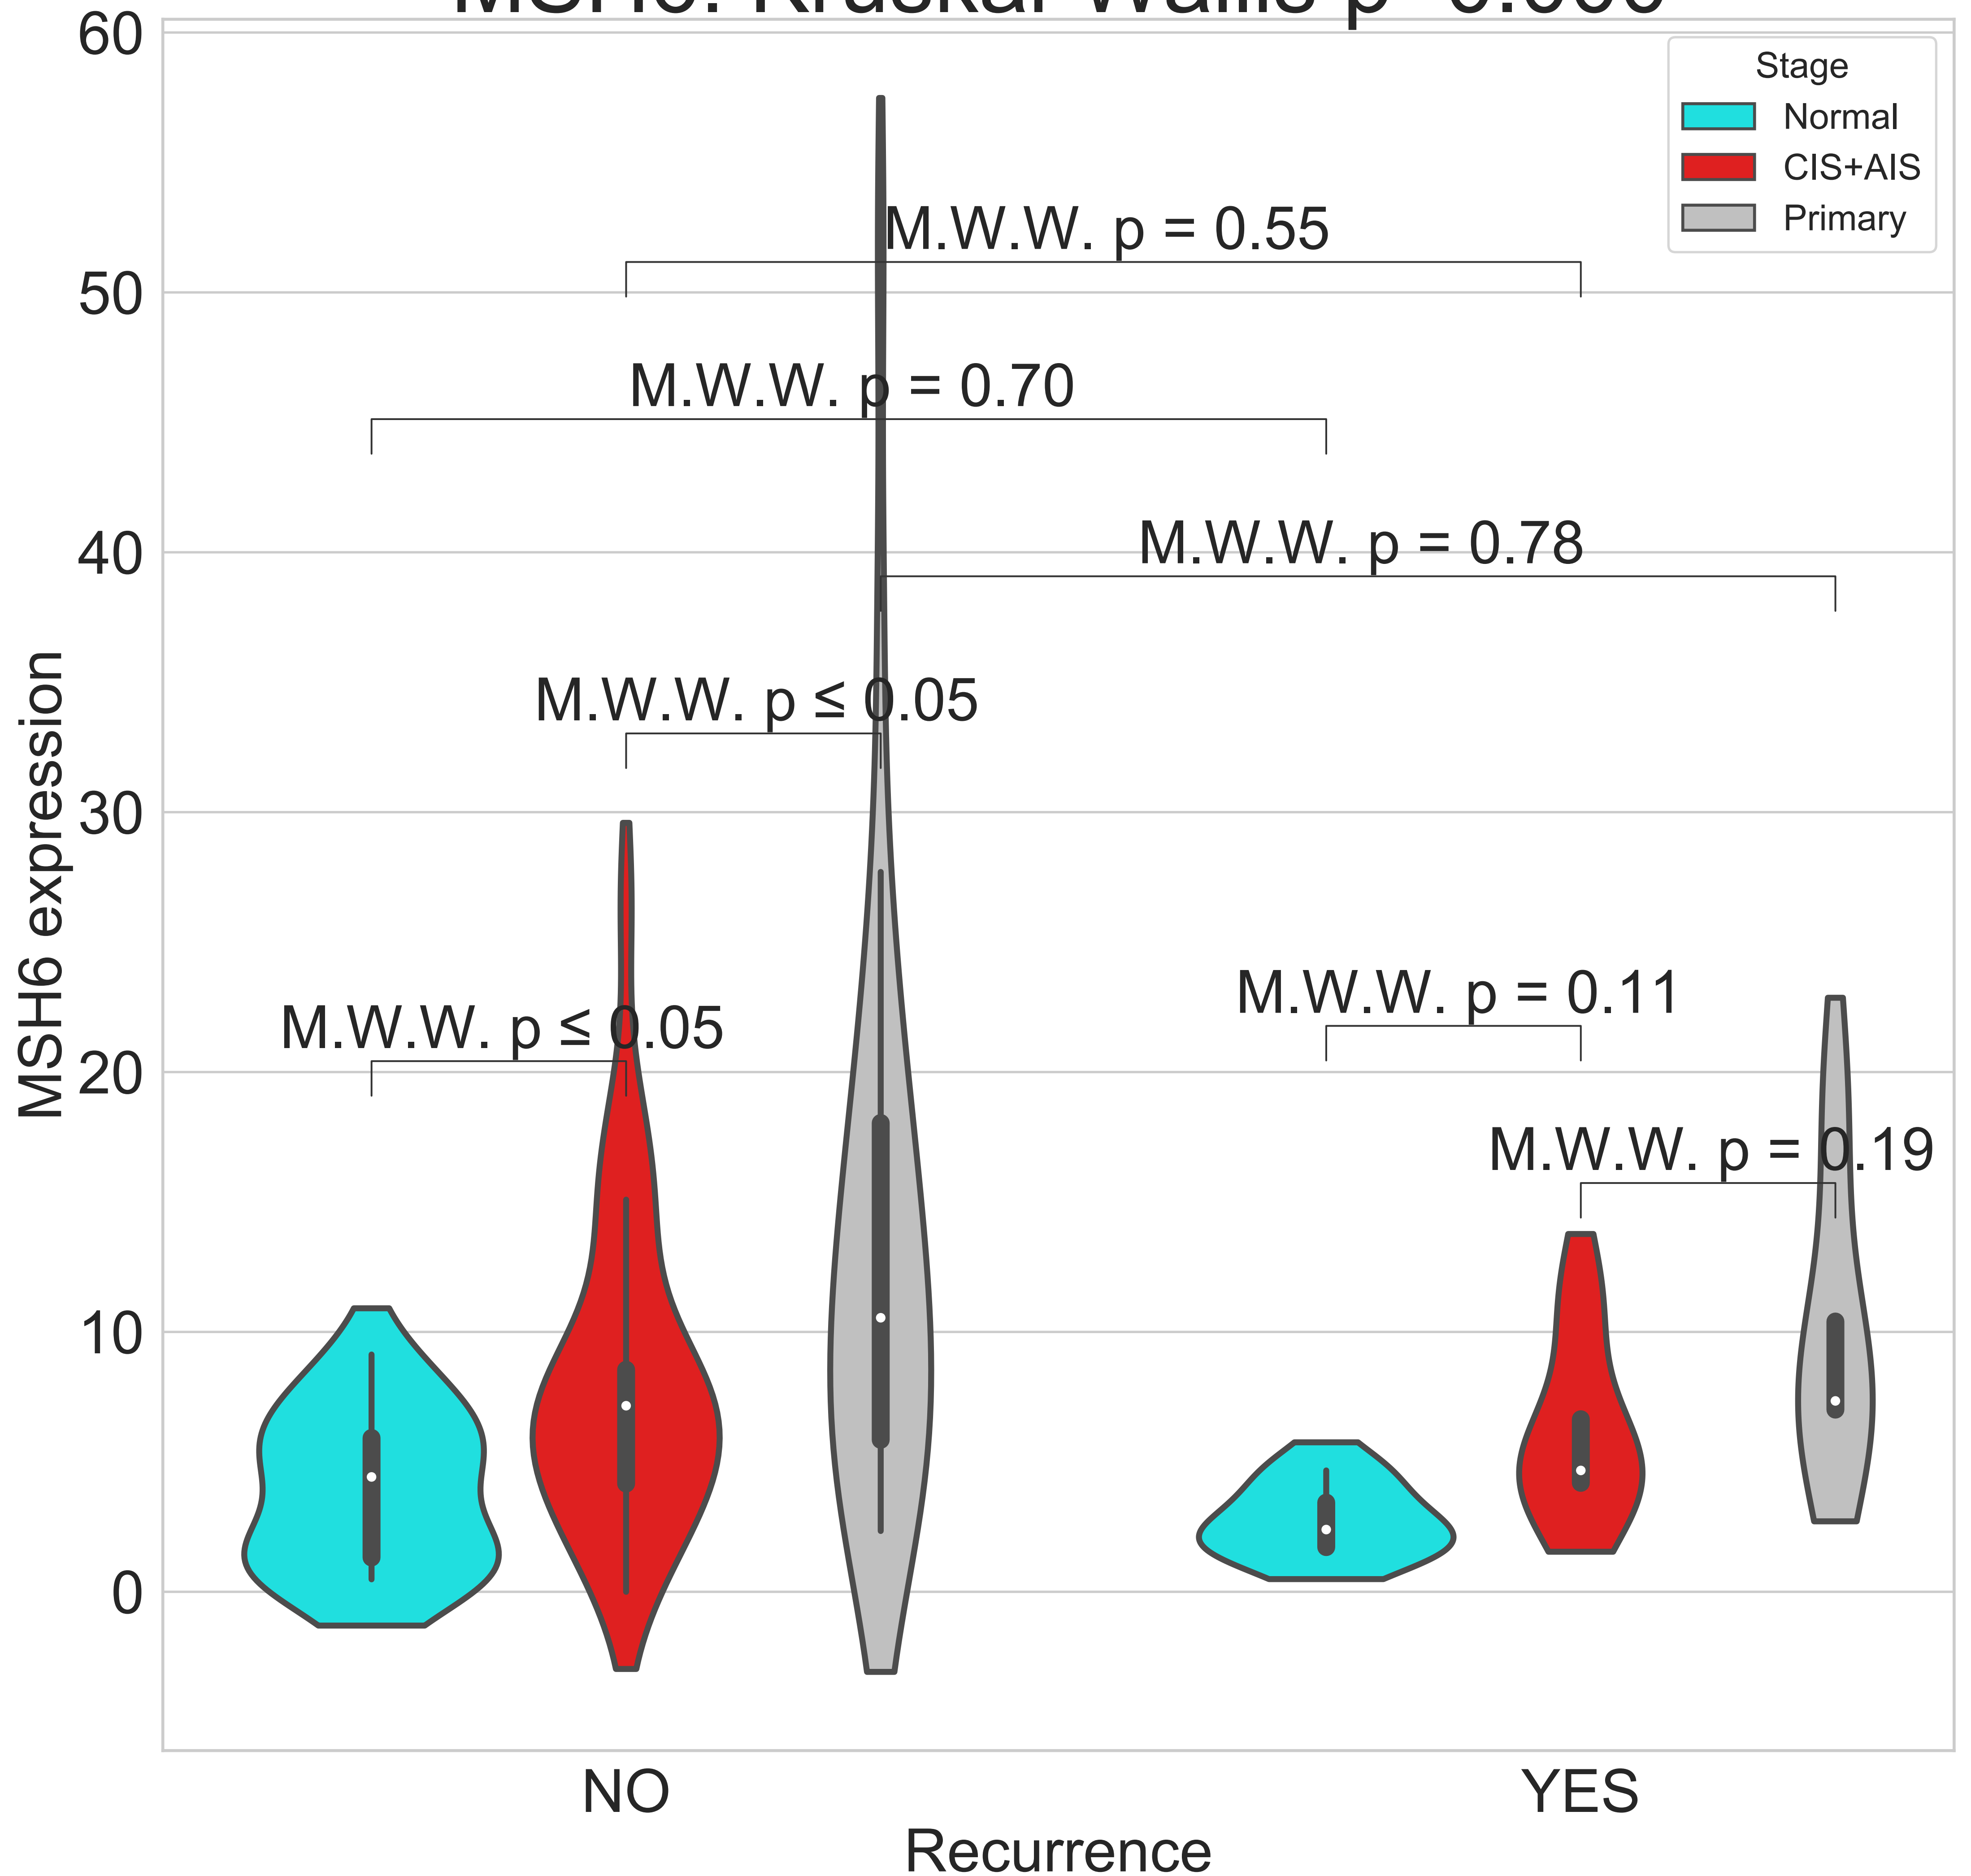 60
50
40
30
20
10
0
MSH6 expression
Stage
Normal
CIS+AIS
Primary
M.W.W. p = 0.55
M.W.W. p = 0.70
M.W.W. p = 0.78
M.W.W. p ≤ 0.05
M.W.W. p = 0.11
M.W.W. p ≤ 0.05
M.W.W. p = 0.19
NO
YES
Recurrence